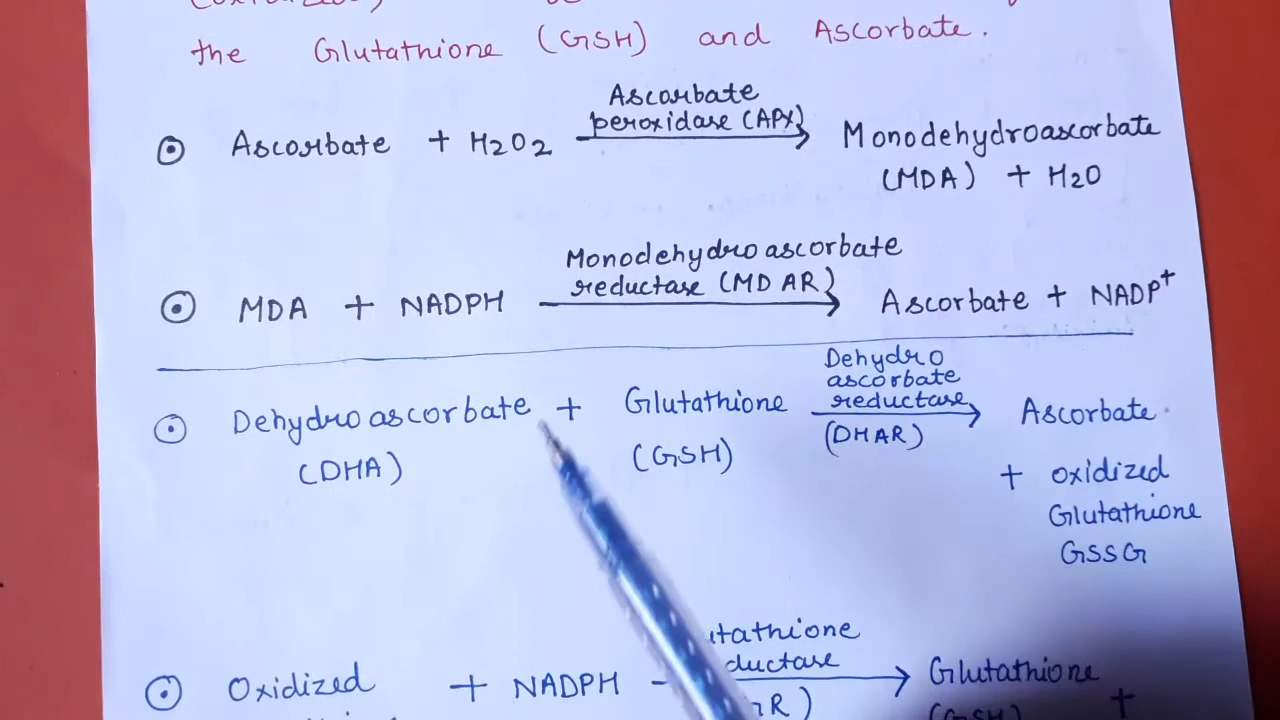 the Glutathione (GSH) and Ascorbate.
Ascorbate + H2O2 Ascorbate peroxidase (APX) Monodehydroascorbate
(MDA) + H2O
MDA + NADPH Monodehydroascorbate reductase (MDAR) Ascorbate + NADP+
Dehydroascorbate + Glutathione Dehydro ascorbate reductase Ascorbate
(DHA) (GSH) (DHAR) + oxidized
Glutathione
GSSG
Oxidized + NADPH Glutathione
(GSH) +